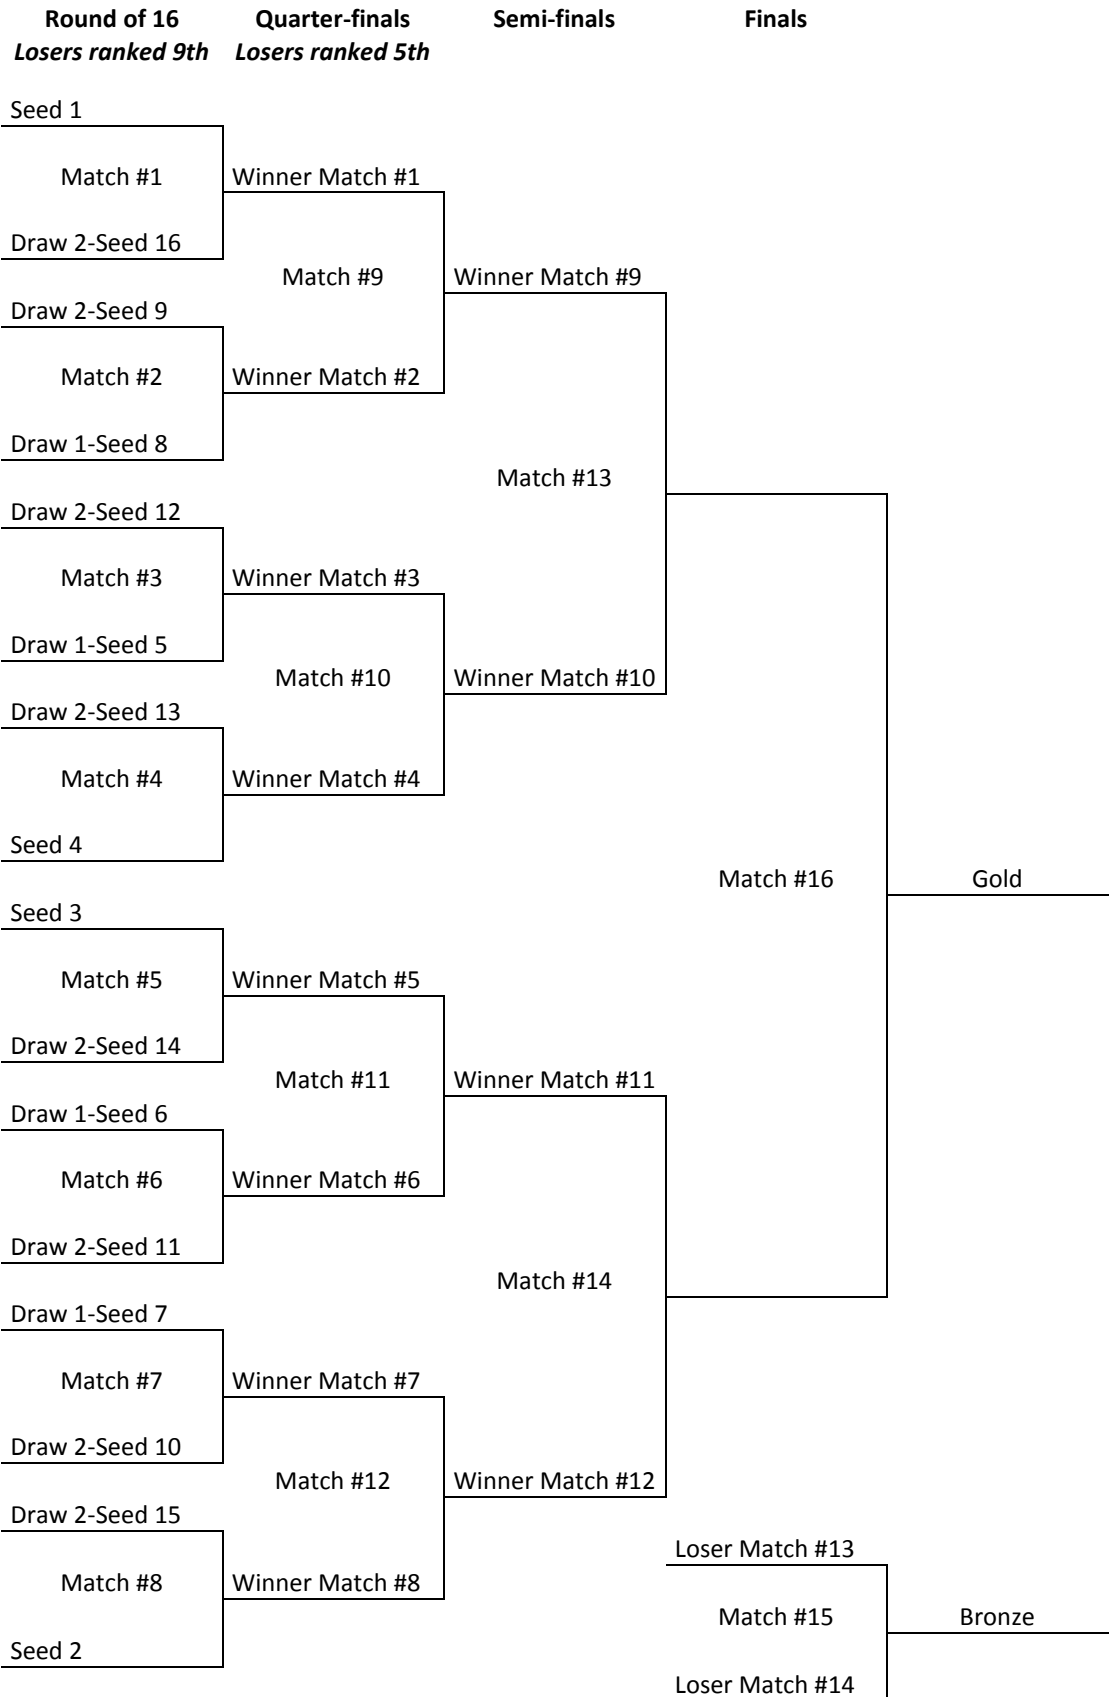 Round of 16 Quarter-finals Semi-finals Finals
Losers ranked 9th Losers ranked 5th
Seed 1
Match #1 Winner Match #1
Draw 2-Seed 16
Match #9 Winner Match #9
Draw 2-Seed 9
Match #2 Winner Match #2
Draw 1-Seed 8
Match #13
Draw 2-Seed 12
Match #3 Winner Match #3
Draw 1-Seed 5
Match #10 Winner Match #10
Draw 2-Seed 13
Match #4 Winner Match #4
Seed 4
Match #16 Gold
Seed 3
Match #5 Winner Match #5
Draw 2-Seed 14
Match #11 Winner Match #11
Draw 1-Seed 6
Match #6 Winner Match #6
Draw 2-Seed 11
Match #14
Draw 1-Seed 7
Match #7 Winner Match #7
Draw 2-Seed 10
Match #12 Winner Match #12
Draw 2-Seed 15
Loser Match #13
Match #8 Winner Match #8
Match #15 Bronze
Seed 2
Loser Match #14